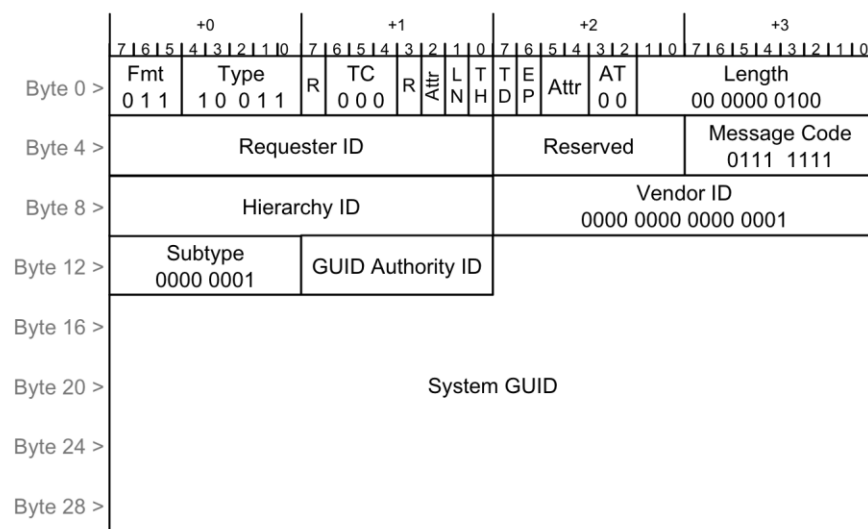 +0 +1 +2 +3
7 6 5 4 3 2 1 0 7 6 5 4 3 2 1 0 7 6 5 4 3 2 1 0 7 6 5 4 3 2 1 0
Byte 0 > Fmt Type R TC R Attr LN TH TD EP Attr AT Length
0 1 1 1 0 0 1 1 0 0 0 0 0 00 0000 0100
Byte 4 > Requester ID Reserved Message Code
0111 1111
Byte 8 > Hierarchy ID Vendor ID
0000 0000 0000 0001
Byte 12 > Subtype GUID Authority ID
0000 0001
Byte 16 >
Byte 20 > System GUID
Byte 24 >
Byte 28 >